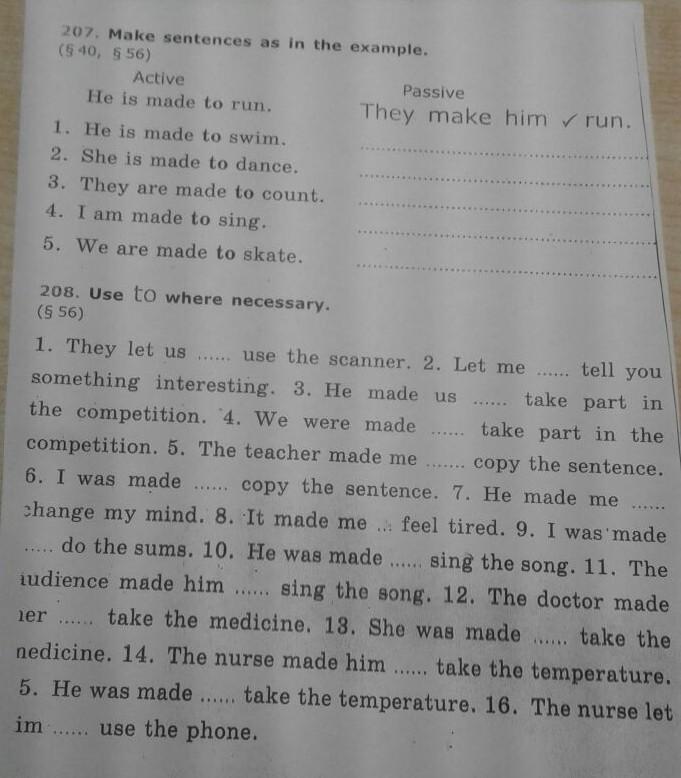 207. Make sentences as in the example.
(§ 40, § 56)
Active Passive
He is made to run. They make him ✓ run.
1. He is made to swim. ........................
2. She is made to dance. ........................
3. They are made to count. ........................
4. I am made to sing. ........................
5. We are made to skate. ........................
208. Use to where necessary.
(§ 56)
1. They let us ...... use the scanner. 2. Let me ...... tell you
something interesting. 3. He made us ...... take part in
the competition. 4. We were made ...... take part in the
competition. 5. The teacher made me ....... copy the sentence.
6. I was made ...... copy the sentence. 7. He made me ......
change my mind. 8. It made me ... feel tired. 9. I was made
..... do the sums. 10. He was made ...... sing the song. 11. The
udience made him ...... sing the song. 12. The doctor made
er ...... take the medicine. 13. She was made ...... take the
nedicine. 14. The nurse made him ...... take the temperature.
5. He was made ...... take the temperature. 16. The nurse let
im ...... use the phone.